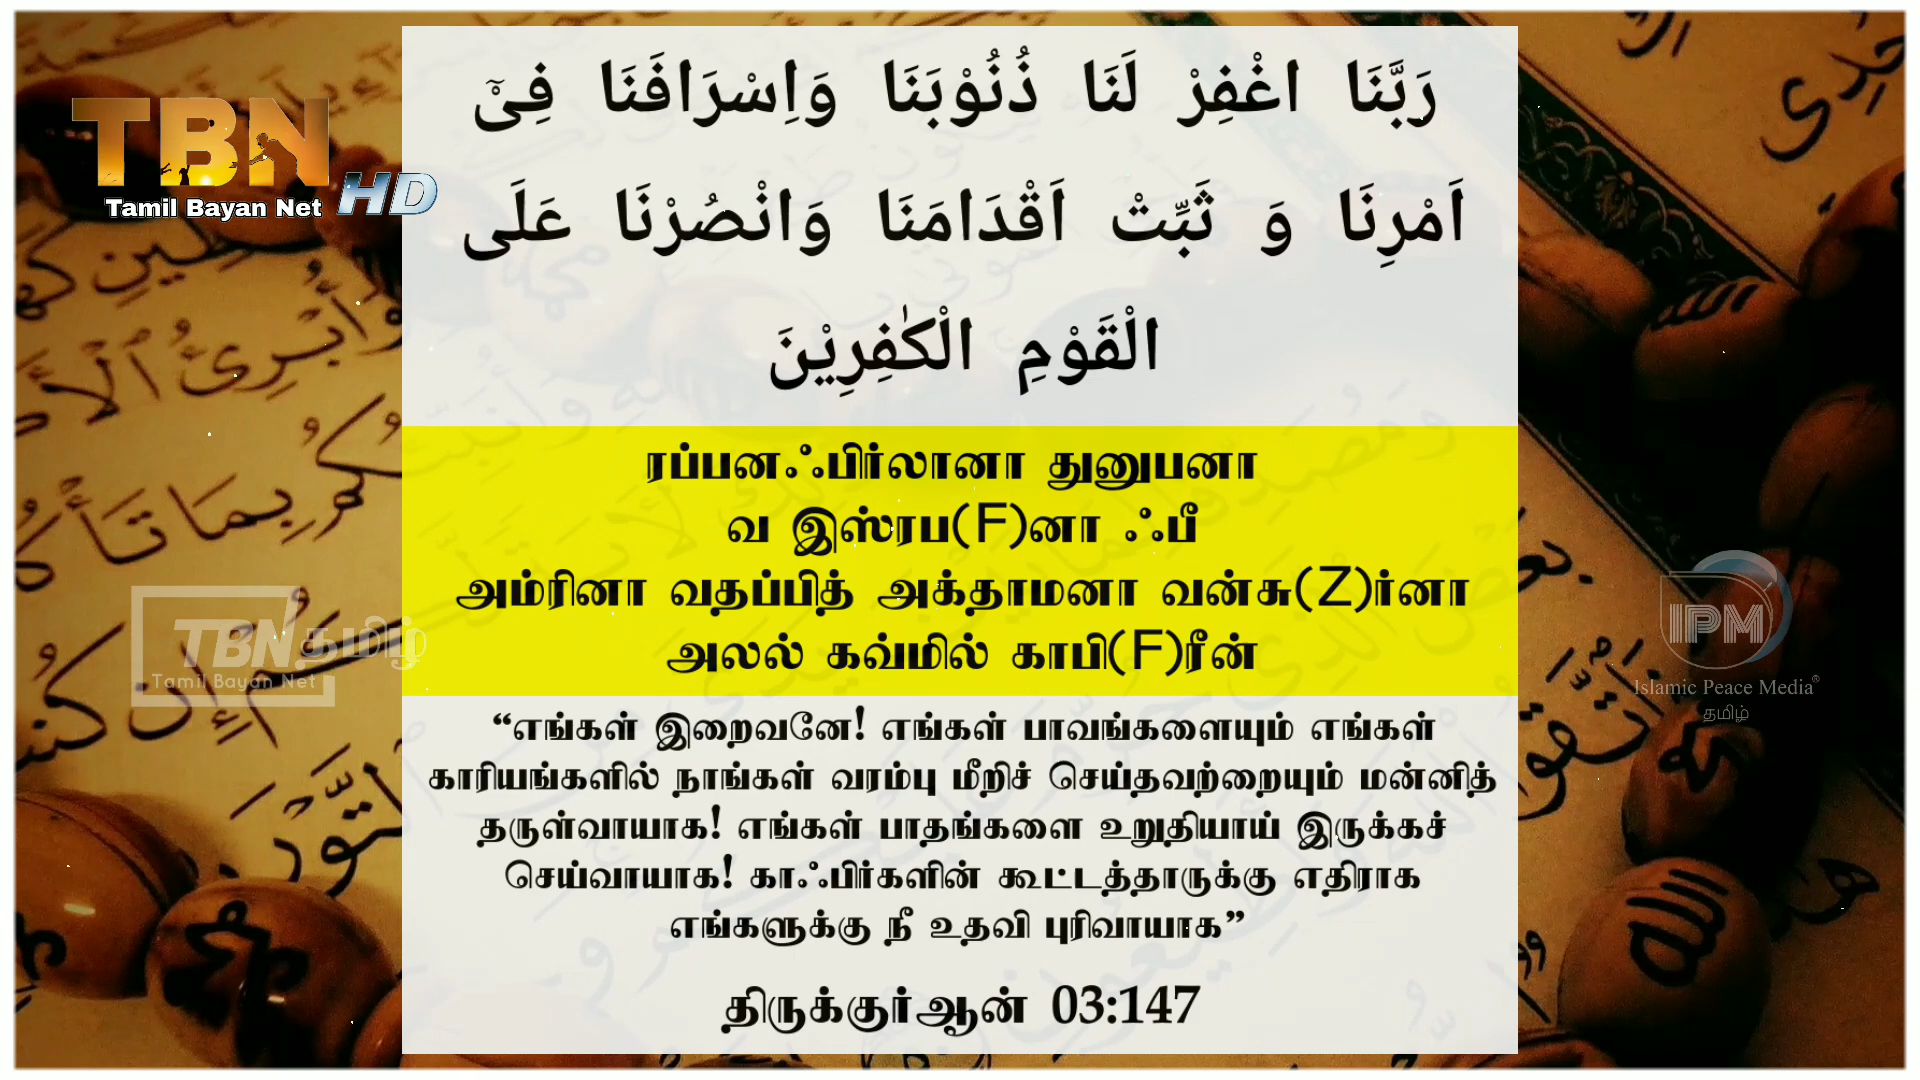 رَبَّنَا اغْفِرْ لَنَا ذُنُوْبَنَا وَاِسْرَافَنَا فِىْۤ
اَمْرِنَا وَ ثَبِّتْ اَقْدَامَنَا وَانْصُرْنَا عَلَى
الْقَوْمِ الْكٰفِرِيْنَ
TBN HD
Tamil Bayan Net
ரப்பனஃபிர்லானா துனுபனா
வ இஸ்ரப(F)னா ஃபீ
அம்ரினா வதப்பித் அக்தாமனா வன்சு(Z)ர்னா
அலல் கவ்மில் காபி(F)ரீன்
TBN தமிழ்
Tamil Bayan Net
IPM
Islamic Peace Media®
தமிழ்
“எங்கள் இறைவனே! எங்கள் பாவங்களையும் எங்கள்
காரியங்களில் நாங்கள் வரம்பு மீறிச் செய்தவற்றையும் மன்னித்
தருள்வாயாக! எங்கள் பாதங்களை உறுதியாய் இருக்கச்
செய்வாயாக! காஃபிர்களின் கூட்டத்தாருக்கு எதிராக
எங்களுக்கு நீ உதவி புரிவாயாக”
திருக்குர்ஆன் 03:147